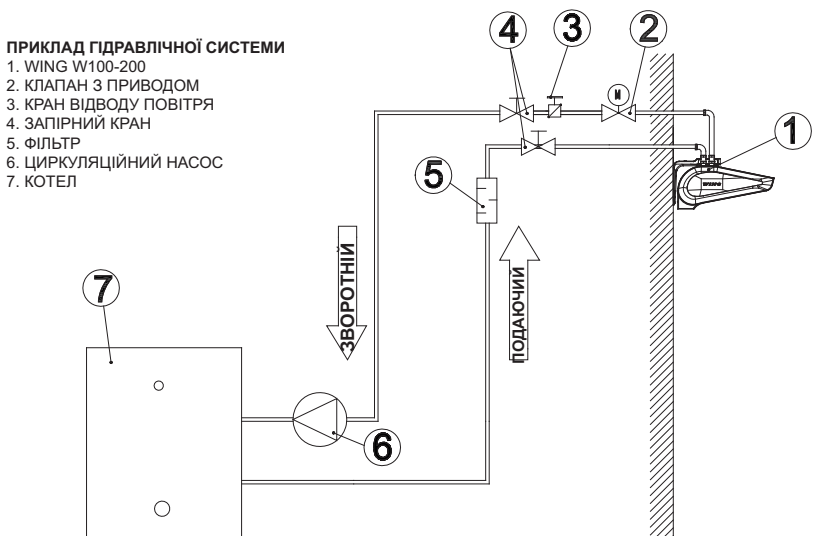 ПРИКЛАД ГІДРАВЛІЧНОЇ СИСТЕМИ
1. WING W100-200
2. КЛАПАН З ПРИВОДОМ
3. КРАН ВІДВОДУ ПОВІТРЯ
4. ЗАПІРНИЙ КРАН
5. ФІЛЬТР
6. ЦИРКУЛЯЦІЙНИЙ НАСОС
7. КОТЕЛ
4
3
2
M
1
WING
5
ЗВОРОТНІЙ
ПОДАЮЧИЙ
7
6